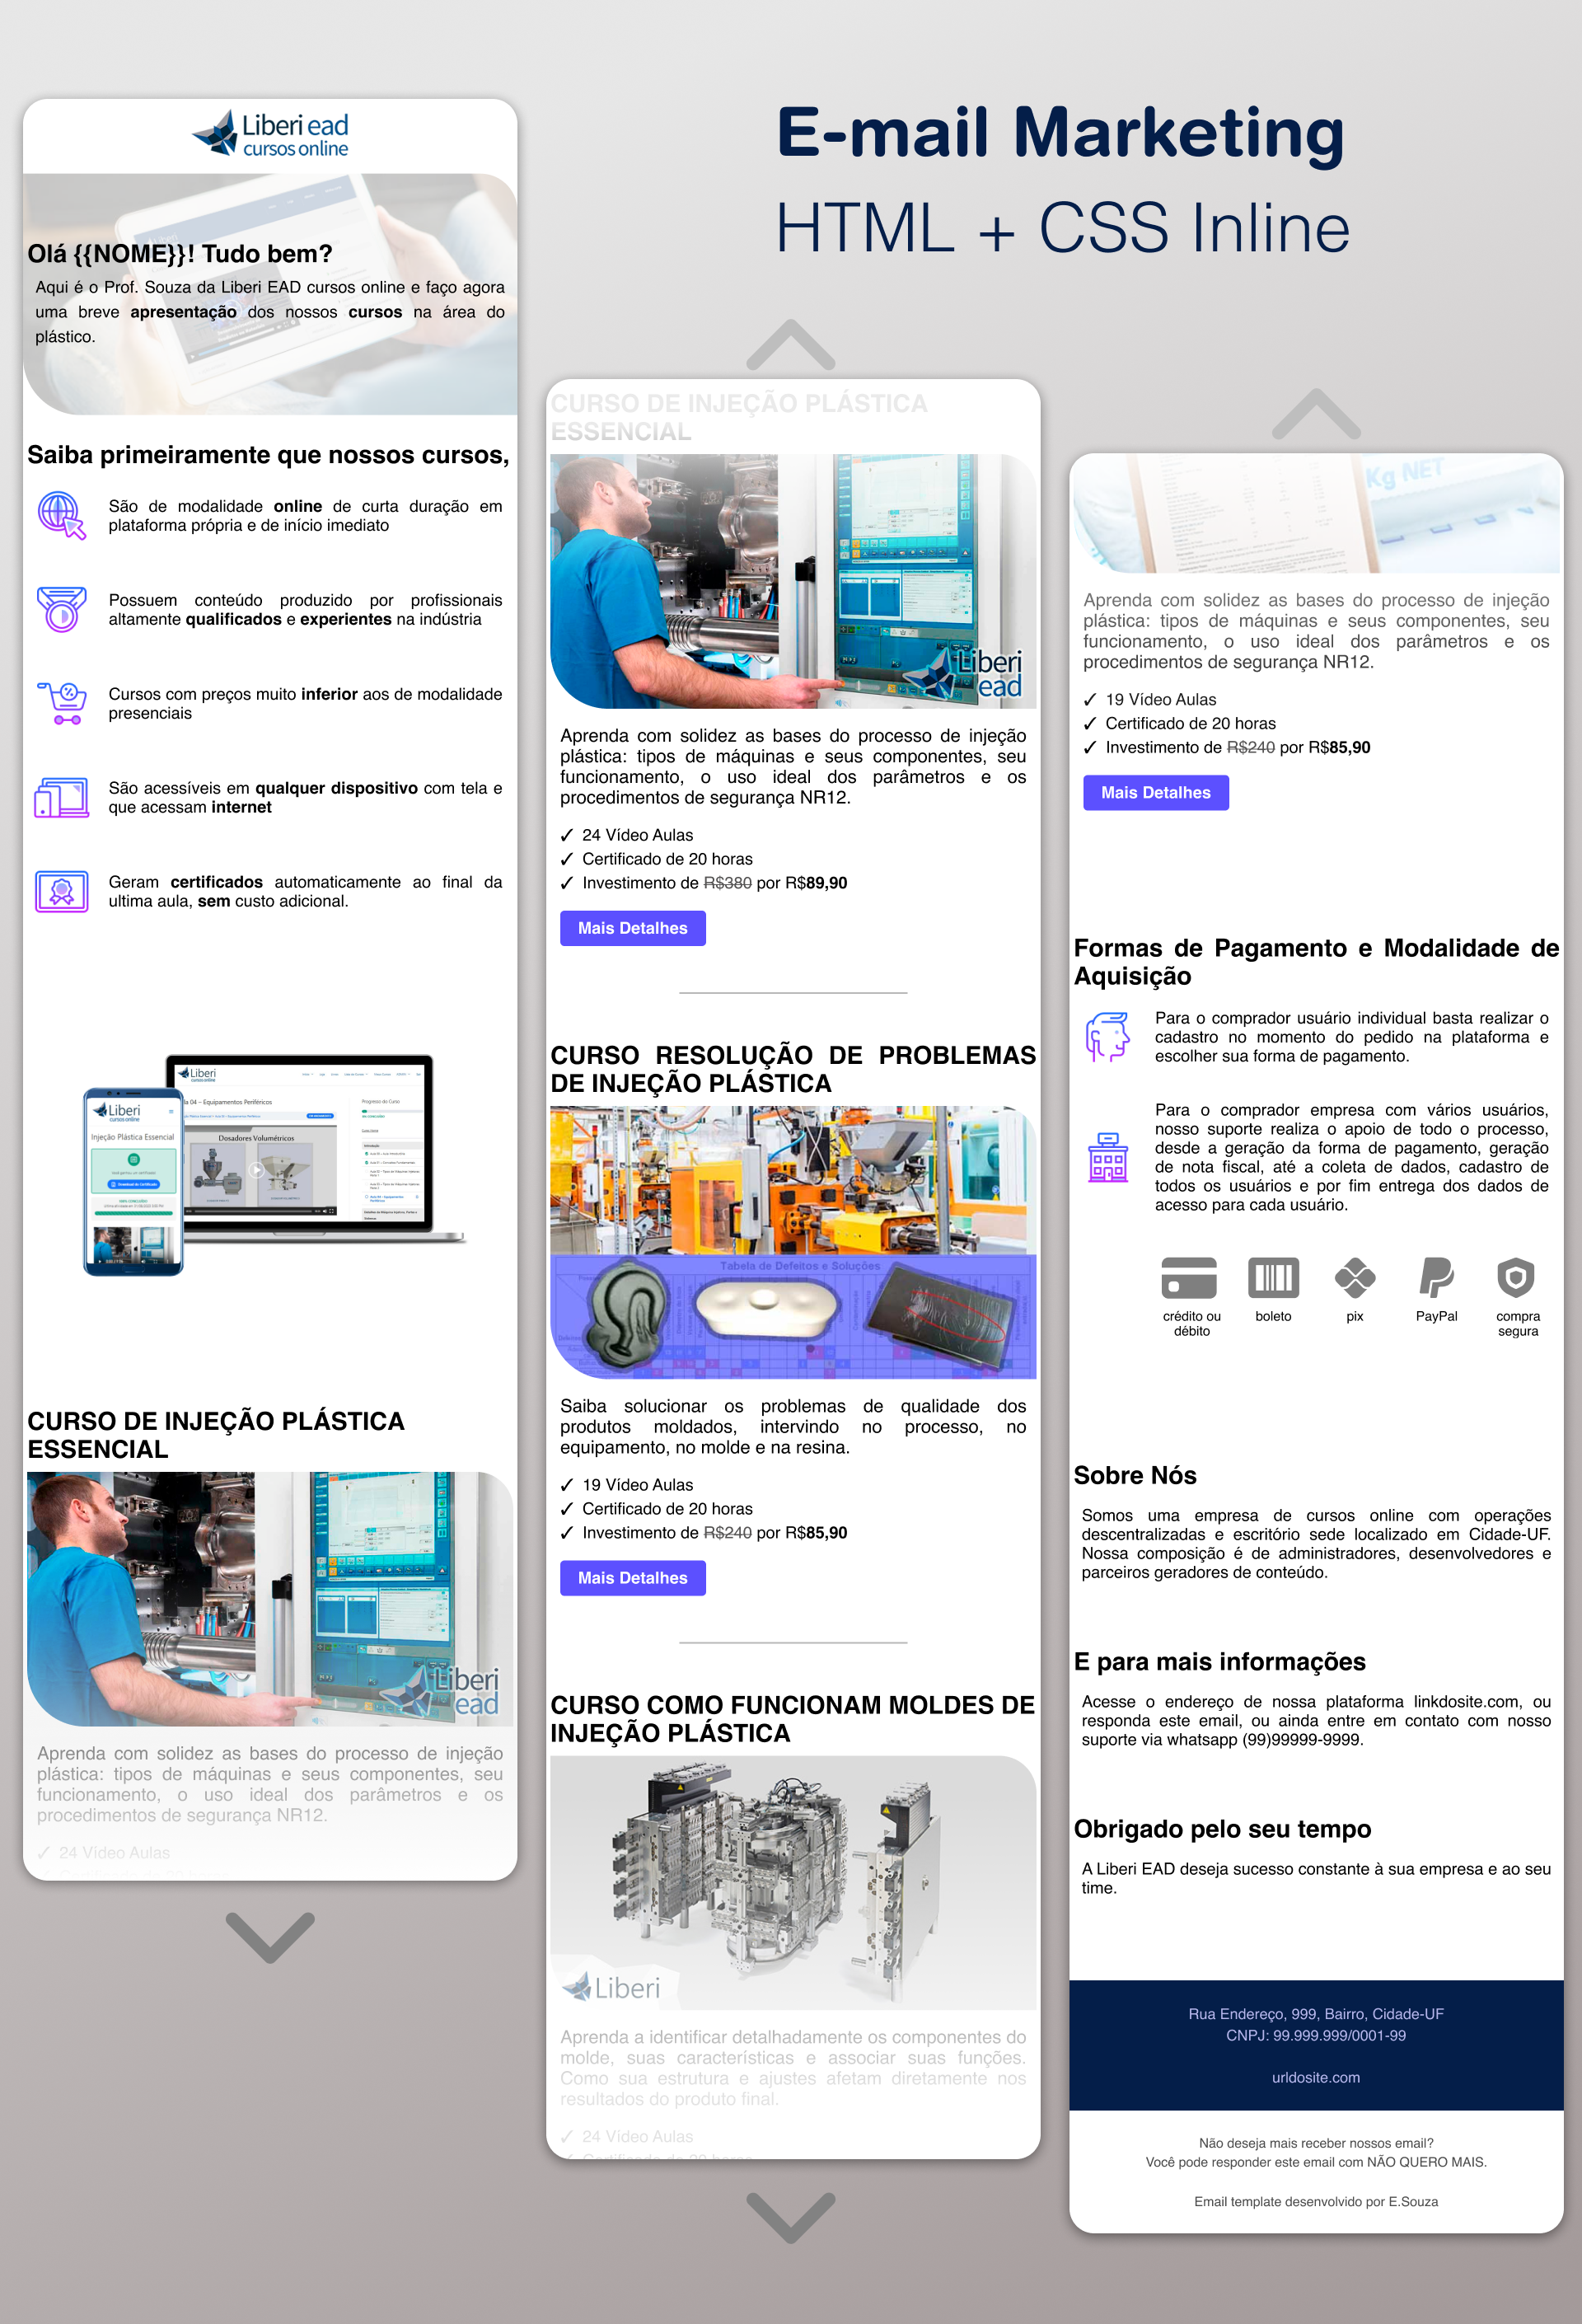 E-mail Marketing
HTML + CSS Inline
Liberi ead
cursos online
Olá {{NOME}}! Tudo bem?
Aqui é o Prof. Souza da Liberi EAD cursos online e faço agora
uma breve apresentação dos nossos cursos na área do
plástico.
Saiba primeiramente que nossos cursos,
São de modalidade online de curta duração em
plataforma própria e de início imediato
Possuem conteúdo produzido por profissionais
altamente qualificados e experientes na indústria
Cursos com preços muito inferior aos de modalidade
presenciais
São acessíveis em qualquer dispositivo com tela e
que acessam internet
Geram certificados automaticamente ao final da
ultima aula, sem custo adicional.
Liberi
cursos online
la 04 – Equipamentos Periféricos
Progresso do Curso
Dosadores Volumétricos
Liberi
cursos online
Injeção Plástica Essencial
CURSO DE INJEÇÃO PLÁSTICA
ESSENCIAL
Liberi
ead
Aprenda com solidez as bases do processo de injeção
plástica: tipos de máquinas e seus componentes, seu
funcionamento, o uso ideal dos parâmetros e os
procedimentos de segurança NR12.
✓ 24 Vídeo Aulas
CURSO DE INJEÇÃO PLÁSTICA
ESSENCIAL
Liberi
ead
Aprenda com solidez as bases do processo de injeção
plástica: tipos de máquinas e seus componentes, seu
funcionamento, o uso ideal dos parâmetros e os
procedimentos de segurança NR12.
✓ 24 Vídeo Aulas
✓ Certificado de 20 horas
✓ Investimento de R$380 por R$89,90
Mais Detalhes
CURSO RESOLUÇÃO DE PROBLEMAS
DE INJEÇÃO PLÁSTICA
Tabela de Defeitos e Soluções
Saiba solucionar os problemas de qualidade dos
produtos moldados, intervindo no processo, no
equipamento, no molde e na resina.
✓ 19 Vídeo Aulas
✓ Certificado de 20 horas
✓ Investimento de R$240 por R$85,90
Mais Detalhes
CURSO COMO FUNCIONAM MOLDES DE
INJEÇÃO PLÁSTICA
Liberi
Aprenda a identificar detalhadamente os componentes do
molde, suas características e associar suas funções.
Como sua estrutura e ajustes afetam diretamente nos
resultados do produto final.
✓ 24 Vídeo Aulas
✓ Certificado de 20 horas
Kg NET
Aprenda com solidez as bases do processo de injeção
plástica: tipos de máquinas e seus componentes, seu
funcionamento, o uso ideal dos parâmetros e os
procedimentos de segurança NR12.
✓ 19 Vídeo Aulas
✓ Certificado de 20 horas
✓ Investimento de R$240 por R$85,90
Mais Detalhes
Formas de Pagamento e Modalidade de
Aquisição
Para o comprador usuário individual basta realizar o
cadastro no momento do pedido na plataforma e
escolher sua forma de pagamento.
Para o comprador empresa com vários usuários,
nosso suporte realiza o apoio de todo o processo,
desde a geração da forma de pagamento, geração
de nota fiscal, até a coleta de dados, cadastro de
todos os usuários e por fim entrega dos dados de
acesso para cada usuário.
crédito ou
débito
boleto
pix
PayPal
compra
segura
Sobre Nós
Somos uma empresa de cursos online com operações
descentralizadas e escritório sede localizado em Cidade-UF.
Nossa composição é de administradores, desenvolvedores e
parceiros geradores de conteúdo.
E para mais informações
Acesse o endereço de nossa plataforma linkdosite.com, ou
responda este email, ou ainda entre em contato com nosso
suporte via whatsapp (99)99999-9999.
Obrigado pelo seu tempo
A Liberi EAD deseja sucesso constante à sua empresa e ao seu
time.
Rua Endereço, 999, Bairro, Cidade-UF
CNPJ: 99.999.999/0001-99
urldosite.com
Não deseja mais receber nossos email?
Você pode responder este email com NÃO QUERO MAIS.
Email template desenvolvido por E.Souza